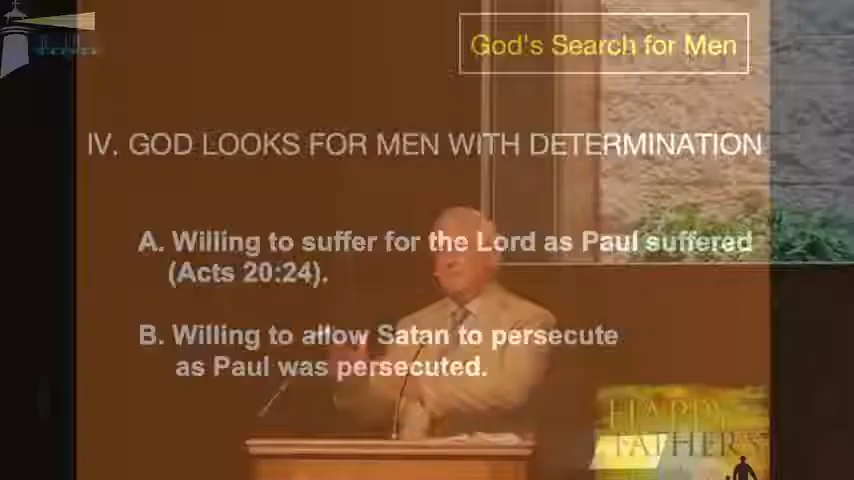 God's Search for Men
IV. GOD LOOKS FOR MEN WITH DETERMINATION
A. Willing to suffer for the Lord as Paul suffered
(Acts 20:24).
B. Willing to allow Satan to persecute
as Paul was persecuted.
HAPPY
FATHER'S